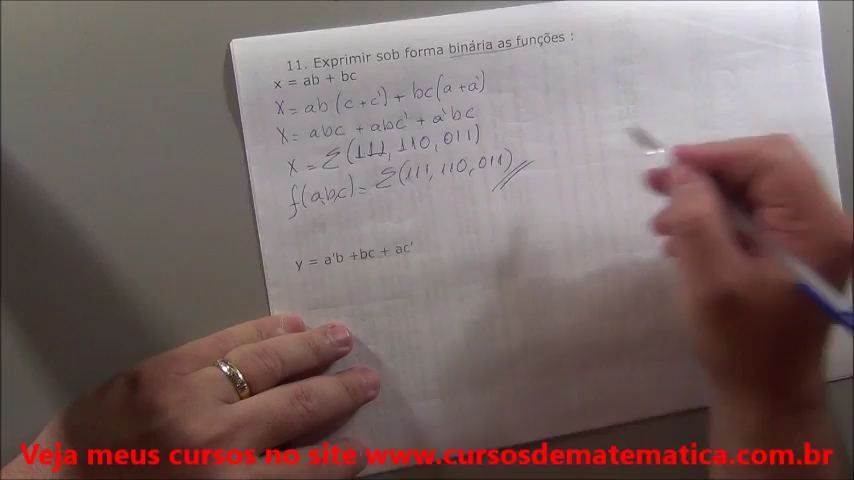 11. Exprimir sob forma binária as funções :
x = ab + bc
X = ab (c + c') + bc(a + a')
X = abc + abc' + a'bc
X = Σ(111, 110, 011)
f(a,b,c) = Σ(111, 110, 011)
y = a'b +bc + ac'
Veja meus cursos no site www.cursosdematematica.com.br